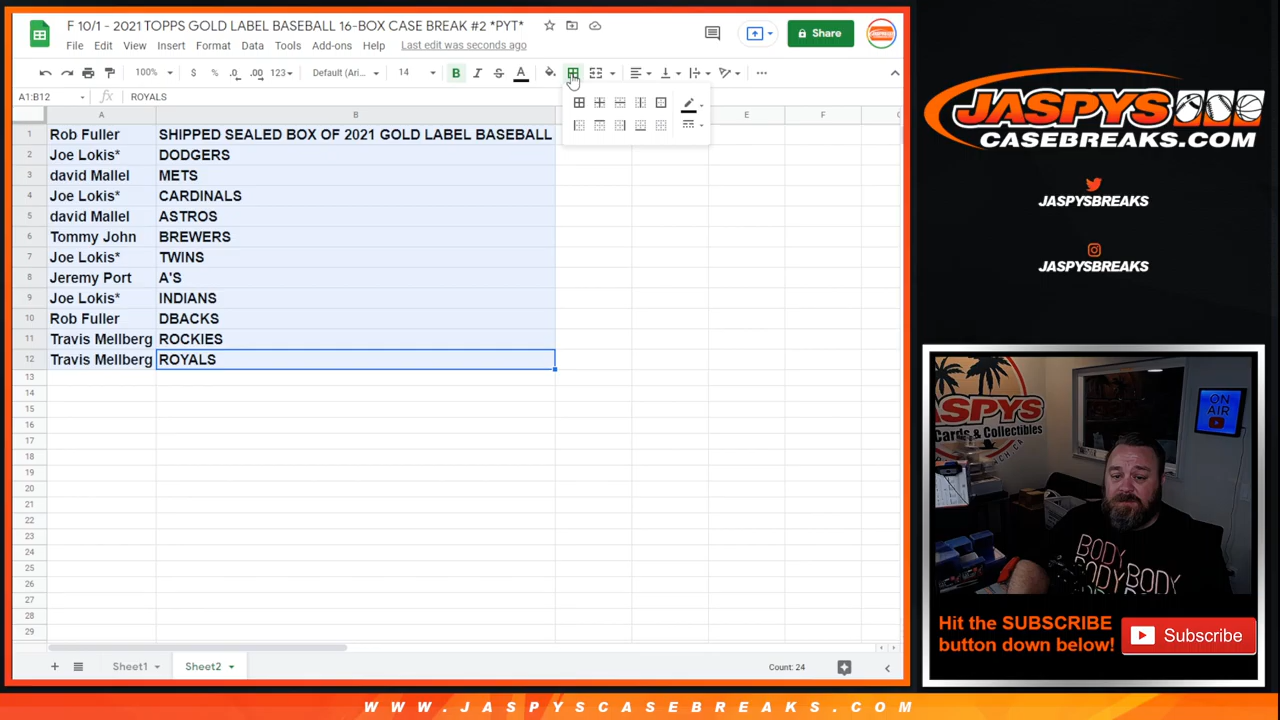 F 10/1 - 2021 TOPPS GOLD LABEL BASEBALL 16-BOX CASE BREAK #2 *PYT*
File Edit View Insert Format Data Tools Add-ons Help Last edit was seconds ago
Share
100% $ % .0 .00 123 Default (Ari... 14 B I S A
A1:B12 fx ROYALS
A B E F
1 Rob Fuller SHIPPED SEALED BOX OF 2021 GOLD LABEL BASEBALL
2 Joe Lokis* DODGERS
3 david Mallel METS
4 Joe Lokis* CARDINALS
5 david Mallel ASTROS
6 Tommy John BREWERS
7 Joe Lokis* TWINS
8 Jeremy Port A'S
9 Joe Lokis* INDIANS
10 Rob Fuller DBACKS
11 Travis Mellberg ROCKIES
12 Travis Mellberg ROYALS
13
14
15
16
17
18
19
20
21
22
23
24
25
26
27
28
29
Sheet1 Sheet2 Count: 24
JASPYS
CASEBREAKS.COM
JASPYSBREAKS
JASPYSBREAKS
ON
AIR
ASPYS
Cards & Collectibles
BODY
BODY BODY
Hit the SUBSCRIBE
button down below!
Subscribe
WWW.JASPYSCASEBREAKS.COM